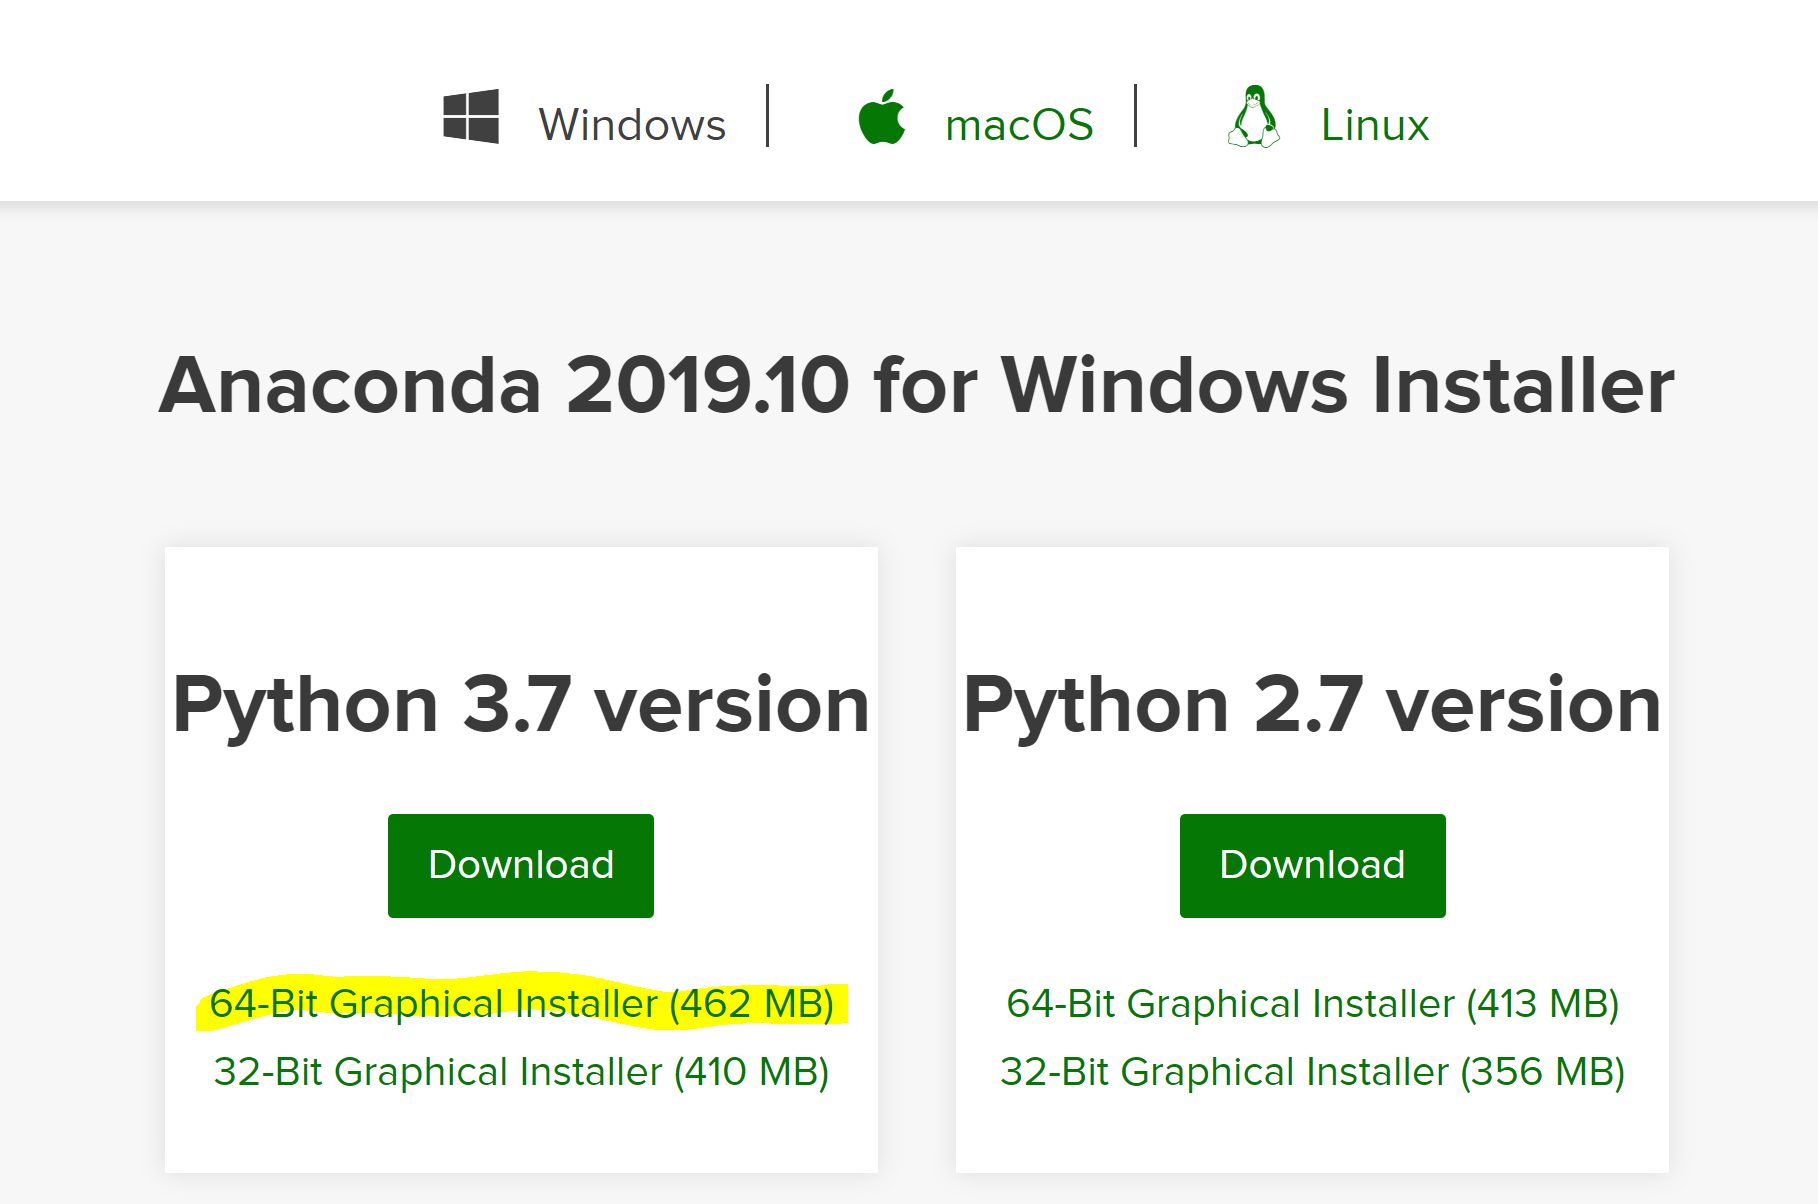 Windows
macOS
Linux
Anaconda 2019.10 for Windows Installer
Python 3.7 version
Download
64-Bit Graphical Installer (462 MB)
32-Bit Graphical Installer (410 MB)
Python 2.7 version
Download
64-Bit Graphical Installer (413 MB)
32-Bit Graphical Installer (356 MB)